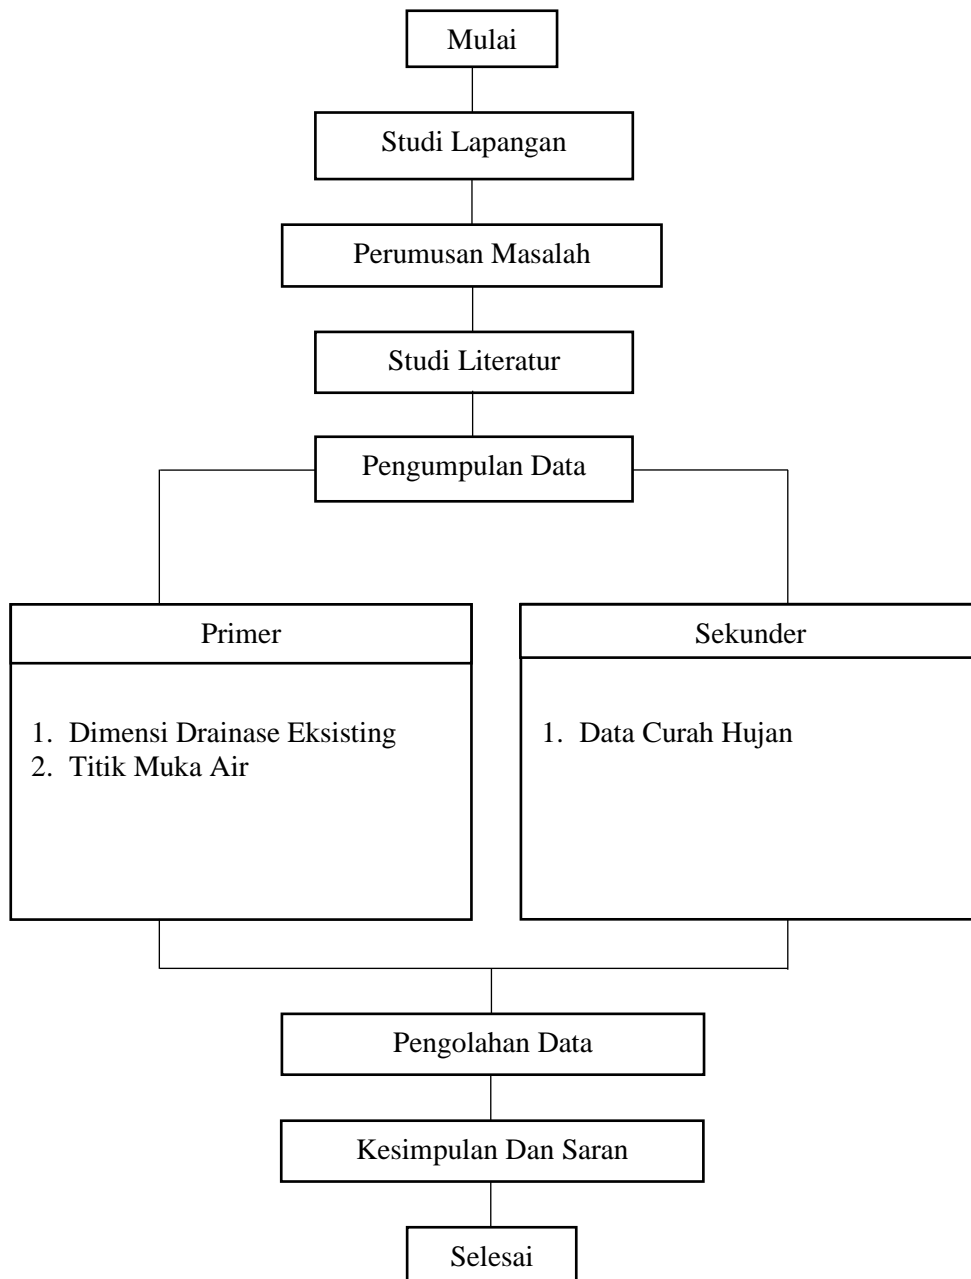 Mulai
Studi Lapangan
Perumusan Masalah
Studi Literatur
Pengumpulan Data
Primer
1. Dimensi Drainase Eksisting
2. Titik Muka Air
Sekunder
1. Data Curah Hujan
Pengolahan Data
Kesimpulan Dan Saran
Selesai